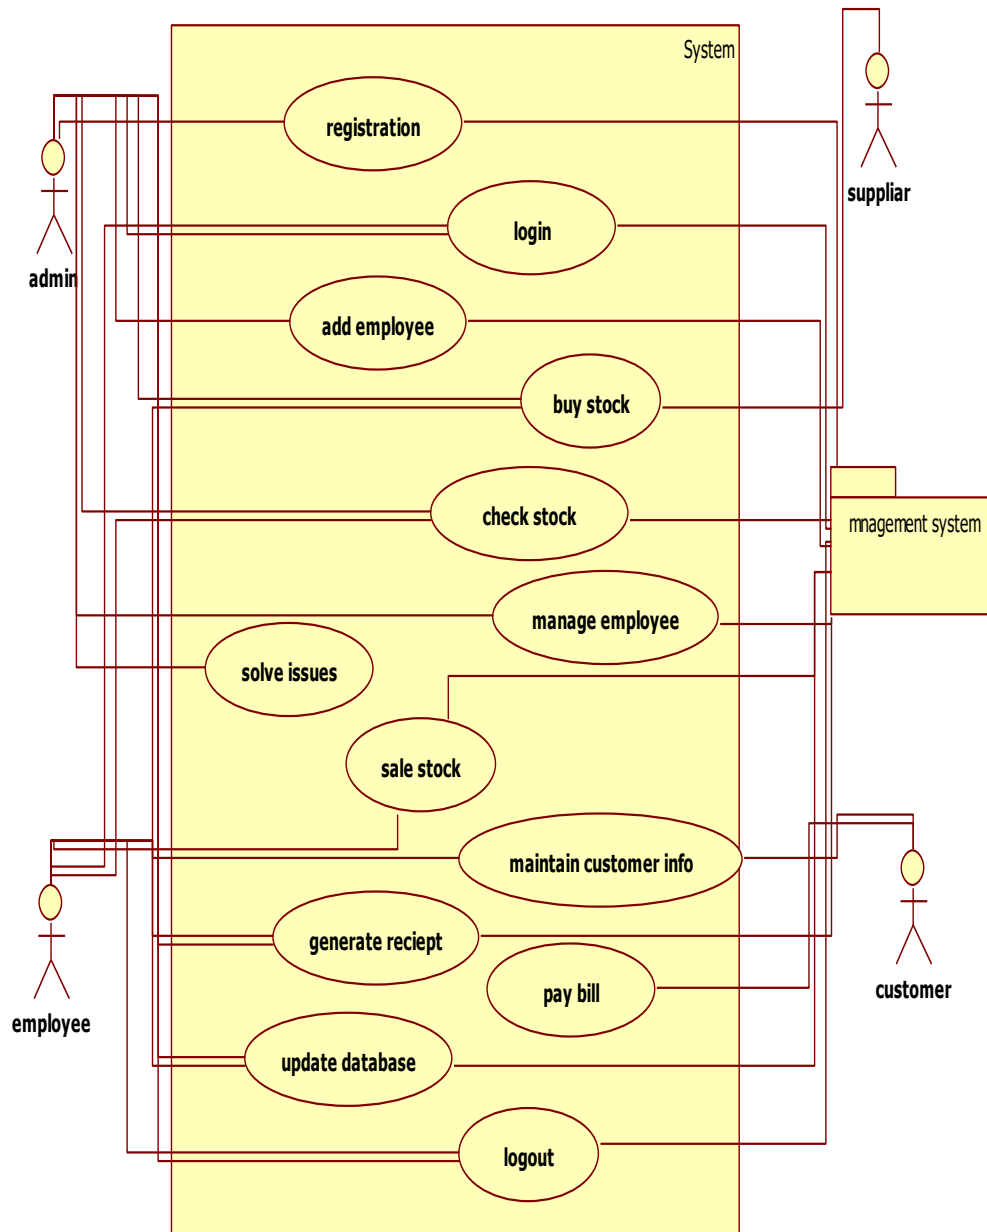 System
registration
suppliar
login
admin
add employee
buy stock
check stock
mnagement system
manage employee
solve issues
sale stock
maintain customer info
generate reciept
pay bill
customer
employee
update database
logout